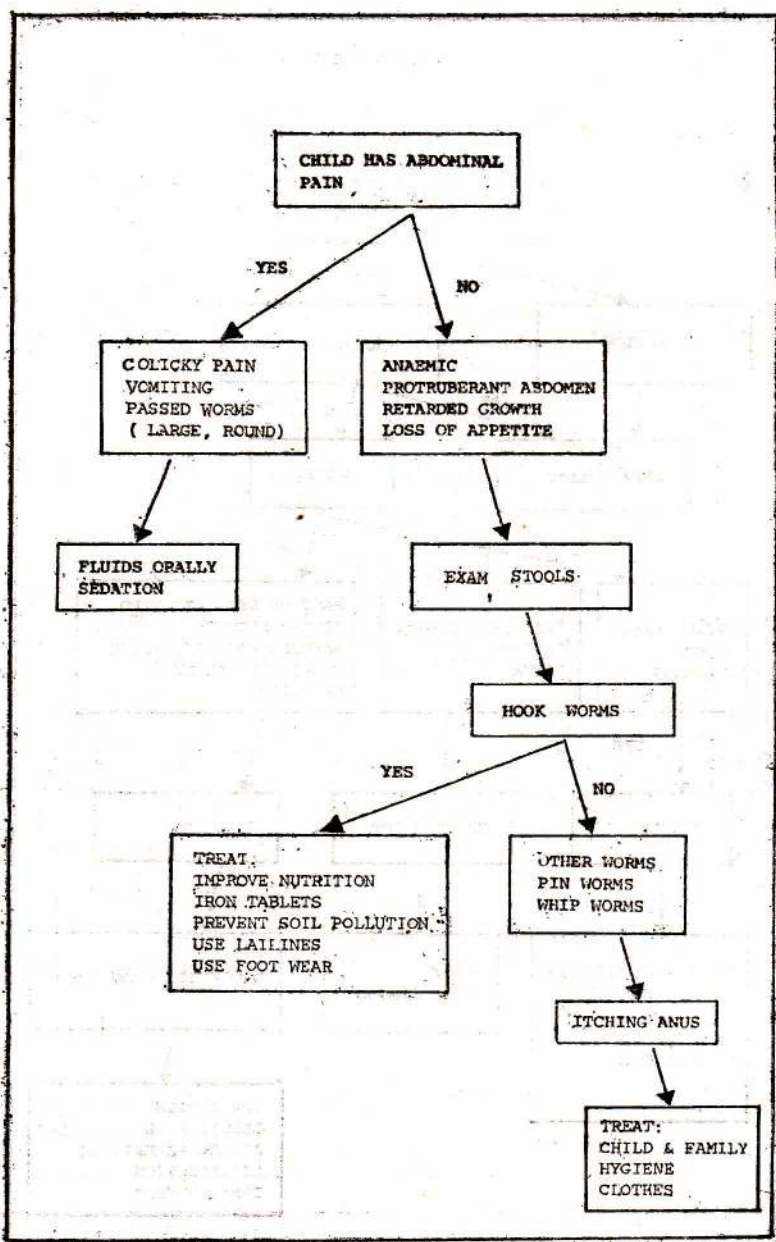 CHILD HAS ABDOMINAL
PAIN
YES
NO
COLICKY PAIN
VOMITING
PASSED WORMS
( LARGE, ROUND)
ANAEMIC
PROTRUBERANT ABDOMEN
RETARDED GROWTH
LOSS OF APPETITE
FLUIDS ORALLY
SEDATION
EXAM STOOLS
HOOK WORMS
YES
NO
TREAT:
IMPROVE NUTRITION
IRON TABLETS
PREVENT SOIL POLLUTION
USE LATLINES
USE FOOT WEAR
OTHER WORMS
PIN WORMS
WHIP WORMS
ITCHING ANUS
TREAT:
CHILD & FAMILY
HYGIENE
CLOTHES